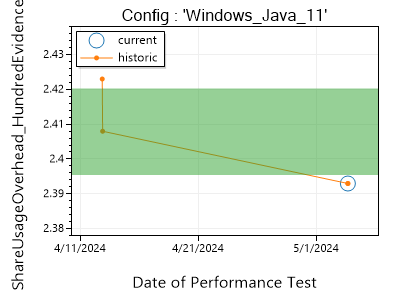 Config : 'Windows_Java_11'
current
historic
ShareUsageOverhead_HundredEvidence
2.43
2.42
2.41
2.4
2.39
2.38
4/11/2024
4/21/2024
5/1/2024
Date of Performance Test